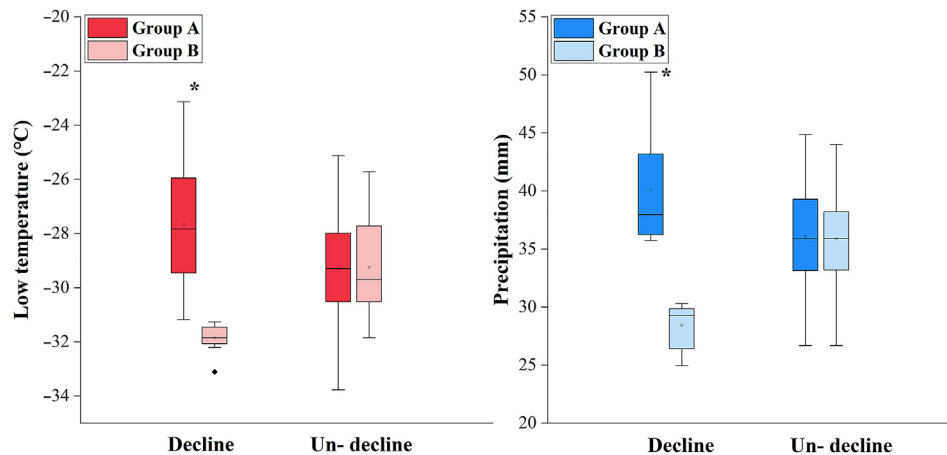 Low temperature (°C)
-20
-22
-24
-26
-28
-30
-32
-34
Group A
Group B
*
Decline
Un- decline
Precipitation (mm)
55
50
45
40
35
30
25
20
Group A
Group B
*
Decline
Un- decline